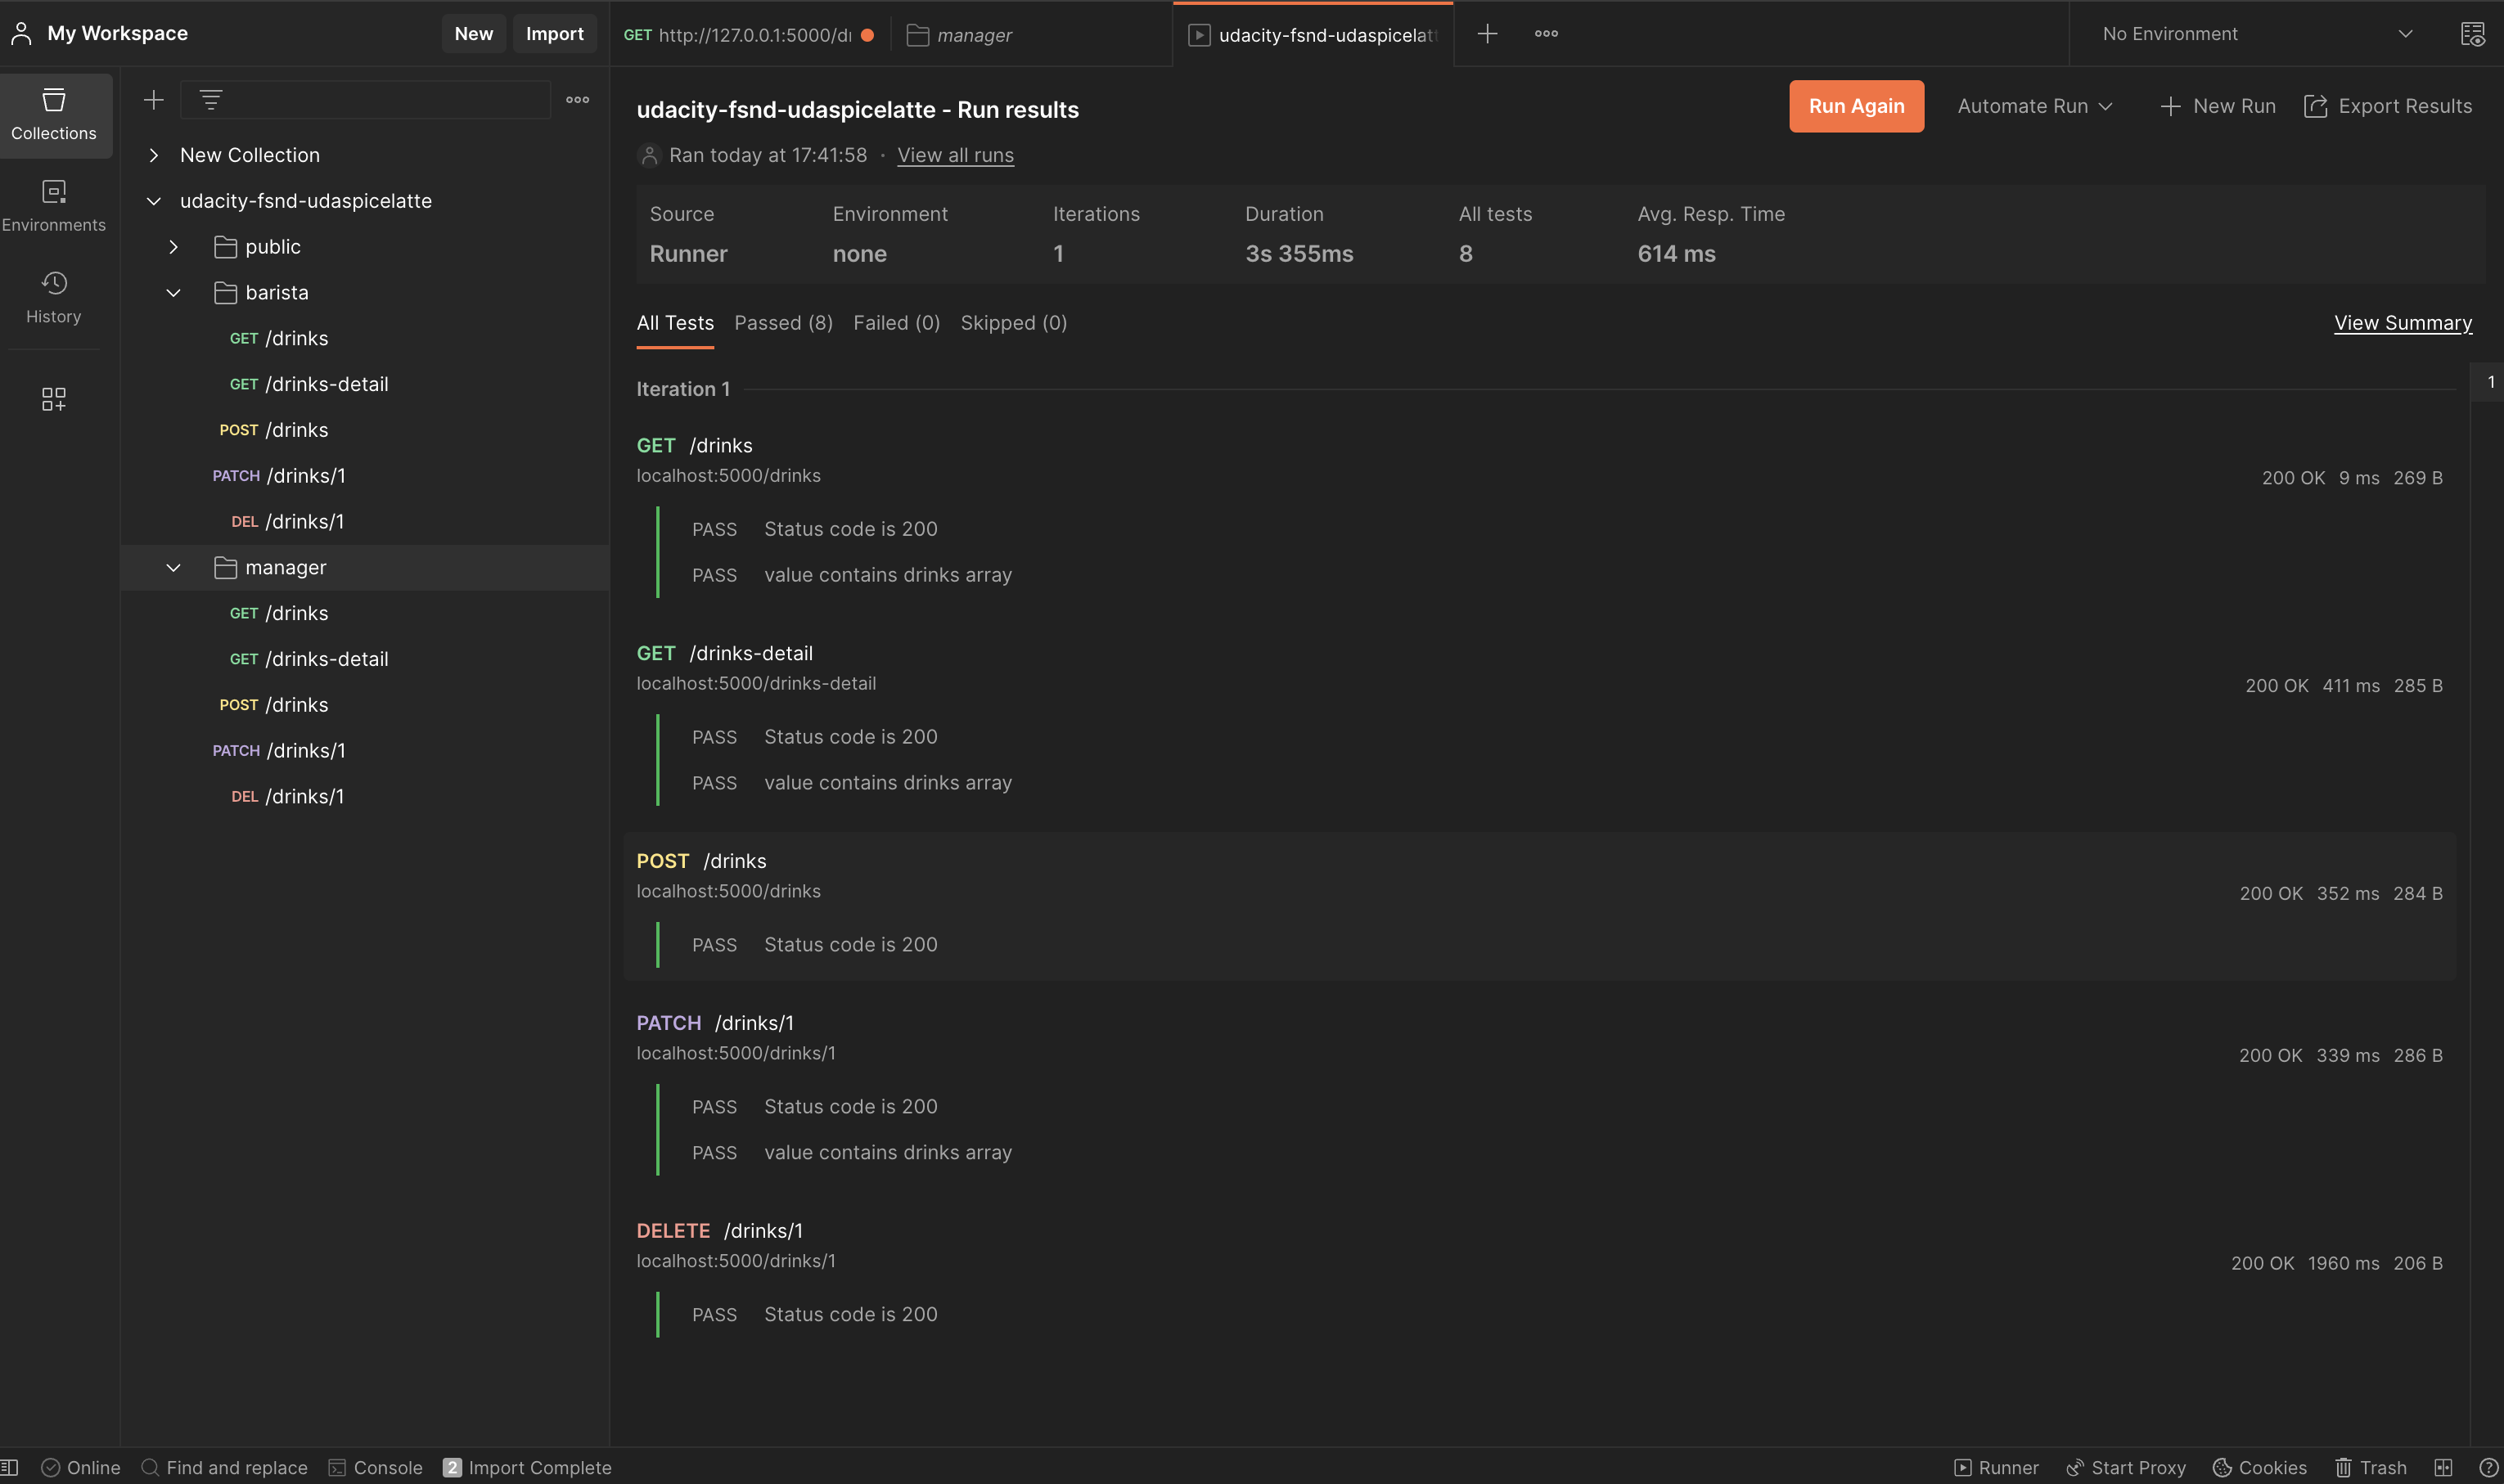 My Workspace
New
Import
GET http://127.0.0.1:5000/d
manager
udacity-fsnd-udaspicelat
No Environment
Collections
Environments
History
New Collection
udacity-fsnd-udaspicelatte
public
barista
GET /drinks
GET /drinks-detail
POST /drinks
PATCH /drinks/1
DEL /drinks/1
manager
GET /drinks
GET /drinks-detail
POST /drinks
PATCH /drinks/1
DEL /drinks/1
udacity-fsnd-udaspicelatte - Run results
Run Again
Automate Run
New Run
Export Results
Ran today at 17:41:58 · View all runs
Source Environment Iterations Duration All tests Avg. Resp. Time
Runner none 1 3s 355ms 8 614 ms
All Tests Passed (8) Failed (0) Skipped (0) View Summary
Iteration 1
1
GET /drinks
localhost:5000/drinks
200 OK 9 ms 269 B
PASS Status code is 200
PASS value contains drinks array
GET /drinks-detail
localhost:5000/drinks-detail
200 OK 411 ms 285 B
PASS Status code is 200
PASS value contains drinks array
POST /drinks
localhost:5000/drinks
200 OK 352 ms 284 B
PASS Status code is 200
PATCH /drinks/1
localhost:5000/drinks/1
200 OK 339 ms 286 B
PASS Status code is 200
PASS value contains drinks array
DELETE /drinks/1
localhost:5000/drinks/1
200 OK 1960 ms 206 B
PASS Status code is 200
Online Find and replace Console 2 Import Complete Runner Start Proxy Cookies Trash